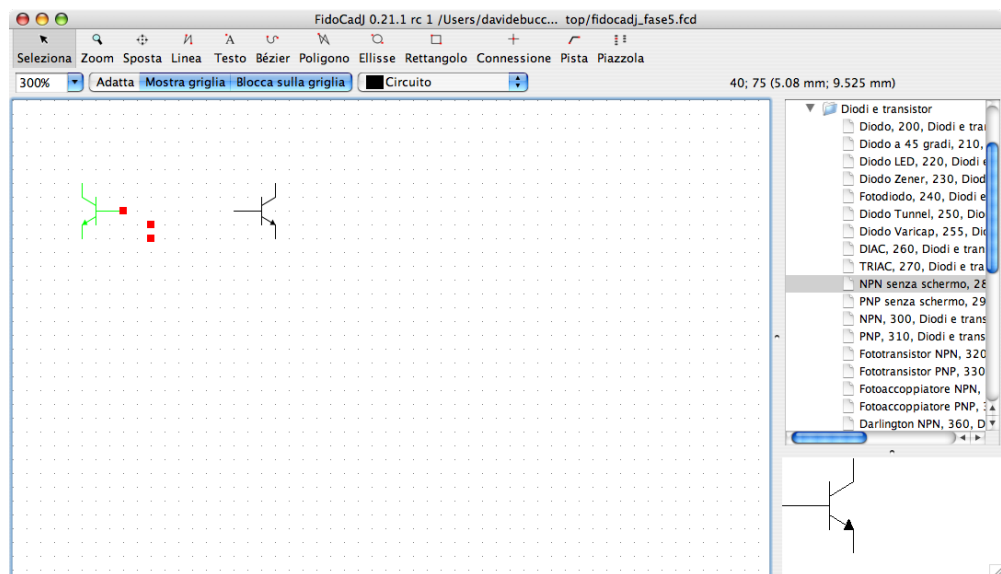 FidoCadJ 0.21.1 rc 1 /Users/davidebucc... top/fidocadj_fase5.fcd
Seleziona Zoom Sposta Linea Testo Bézier Poligono Ellisse Rettangolo Connessione Pista Piazzola
300% Adatta Mostra griglia Blocca sulla griglia Circuito 40; 75 (5.08 mm; 9.525 mm)
Diodi e transistor
Diodo, 200, Diodi e tra
Diodo a 45 gradi, 210,
Diodo LED, 220, Diodi e
Diodo Zener, 230, Diod
Fotodiodo, 240, Diodi e
Diodo Tunnel, 250, Dio
Diodo Varicap, 255, Dio
DIAC, 260, Diodi e tran
TRIAC, 270, Diodi e tra
NPN senza schermo, 28
PNP senza schermo, 29
NPN, 300, Diodi e trans
PNP, 310, Diodi e trans
Fototransistor NPN, 320
Fototransistor PNP, 330
Fotoaccoppiatore NPN,
Fotoaccoppiatore PNP, 3
Darlington NPN, 360, D